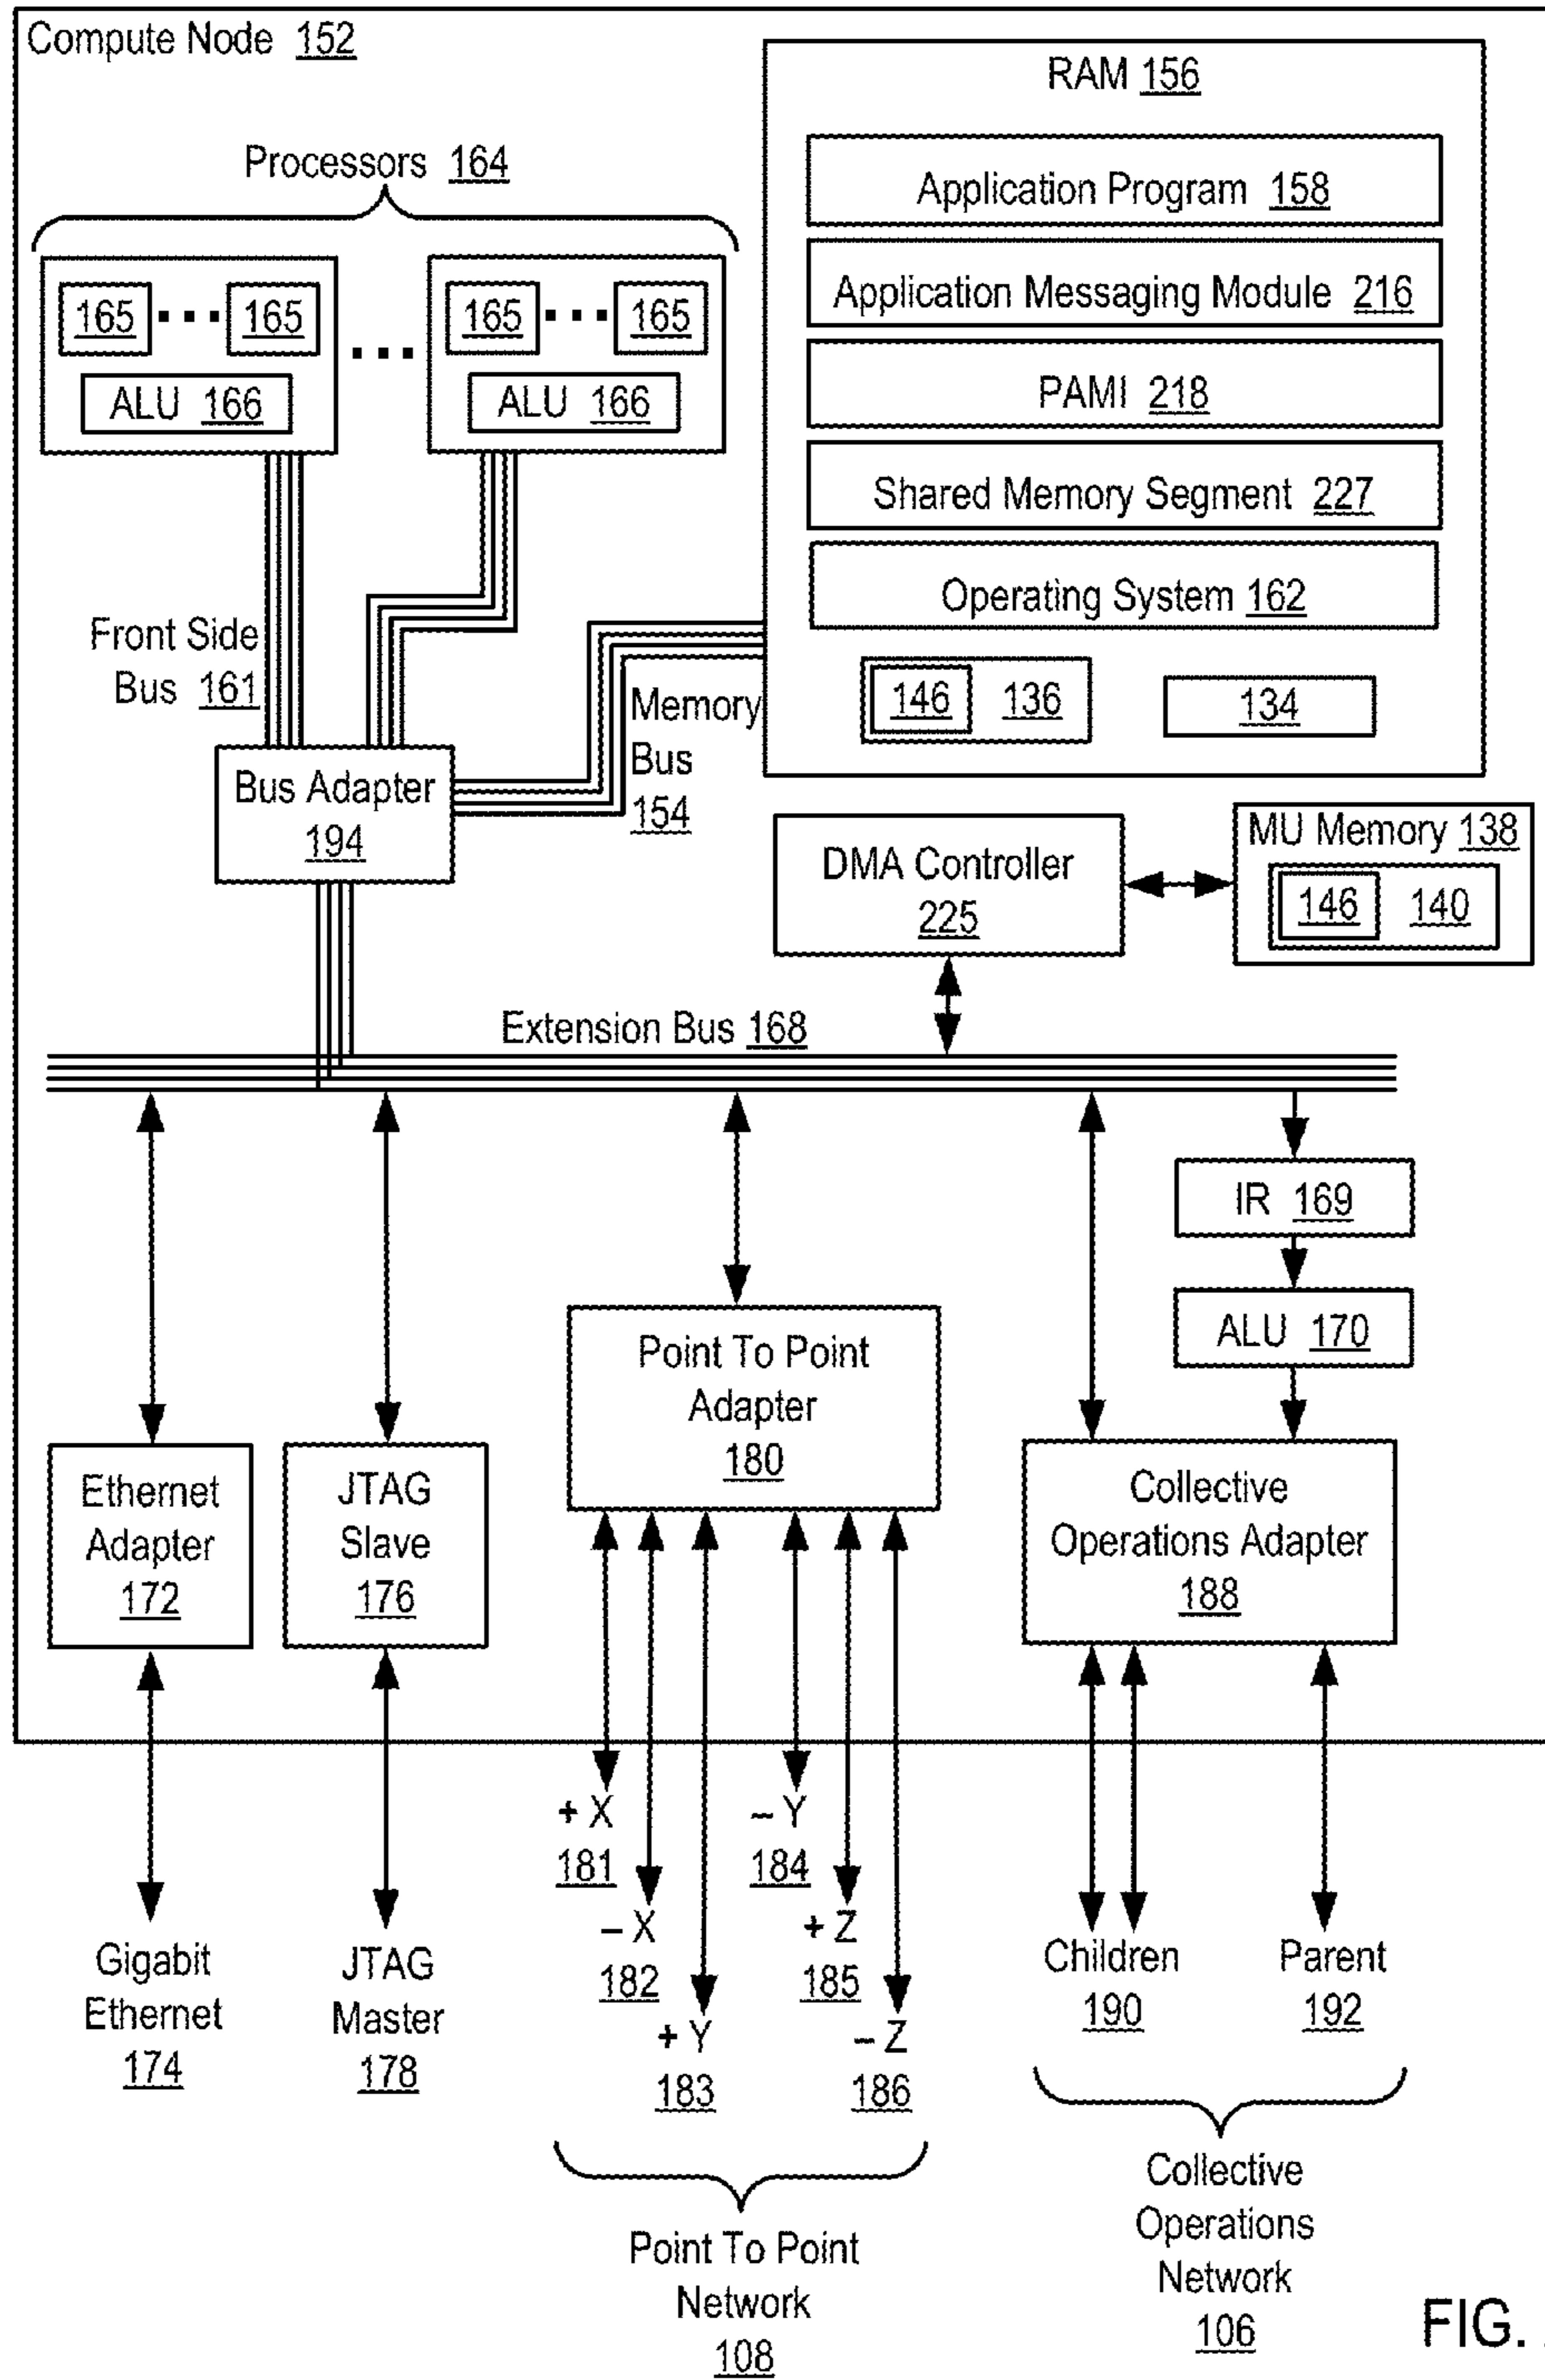 Compute Node 152
RAM 156
Processors 164
Application Program 158
Application Messaging Module 216
PAMI 218
Shared Memory Segment 227
Operating System 162
146 136
134
165 ... 165
ALU 166
...
165 ... 165
ALU 166
Front Side
Bus 161
Memory
Bus
154
Bus Adapter
194
DMA Controller
225
MU Memory 138
146 140
Extension Bus 168
IR 169
ALU 170
Point To Point
Adapter
180
Ethernet
Adapter
172
JTAG
Slave
176
Collective
Operations Adapter
188
Gigabit
Ethernet
174
JTAG
Master
178
+ X
181
– X
182
+ Y
183
– Y
184
+ Z
185
– Z
186
Children
190
Parent
192
Point To Point
Network
108
Collective
Operations
Network
106
FIG.